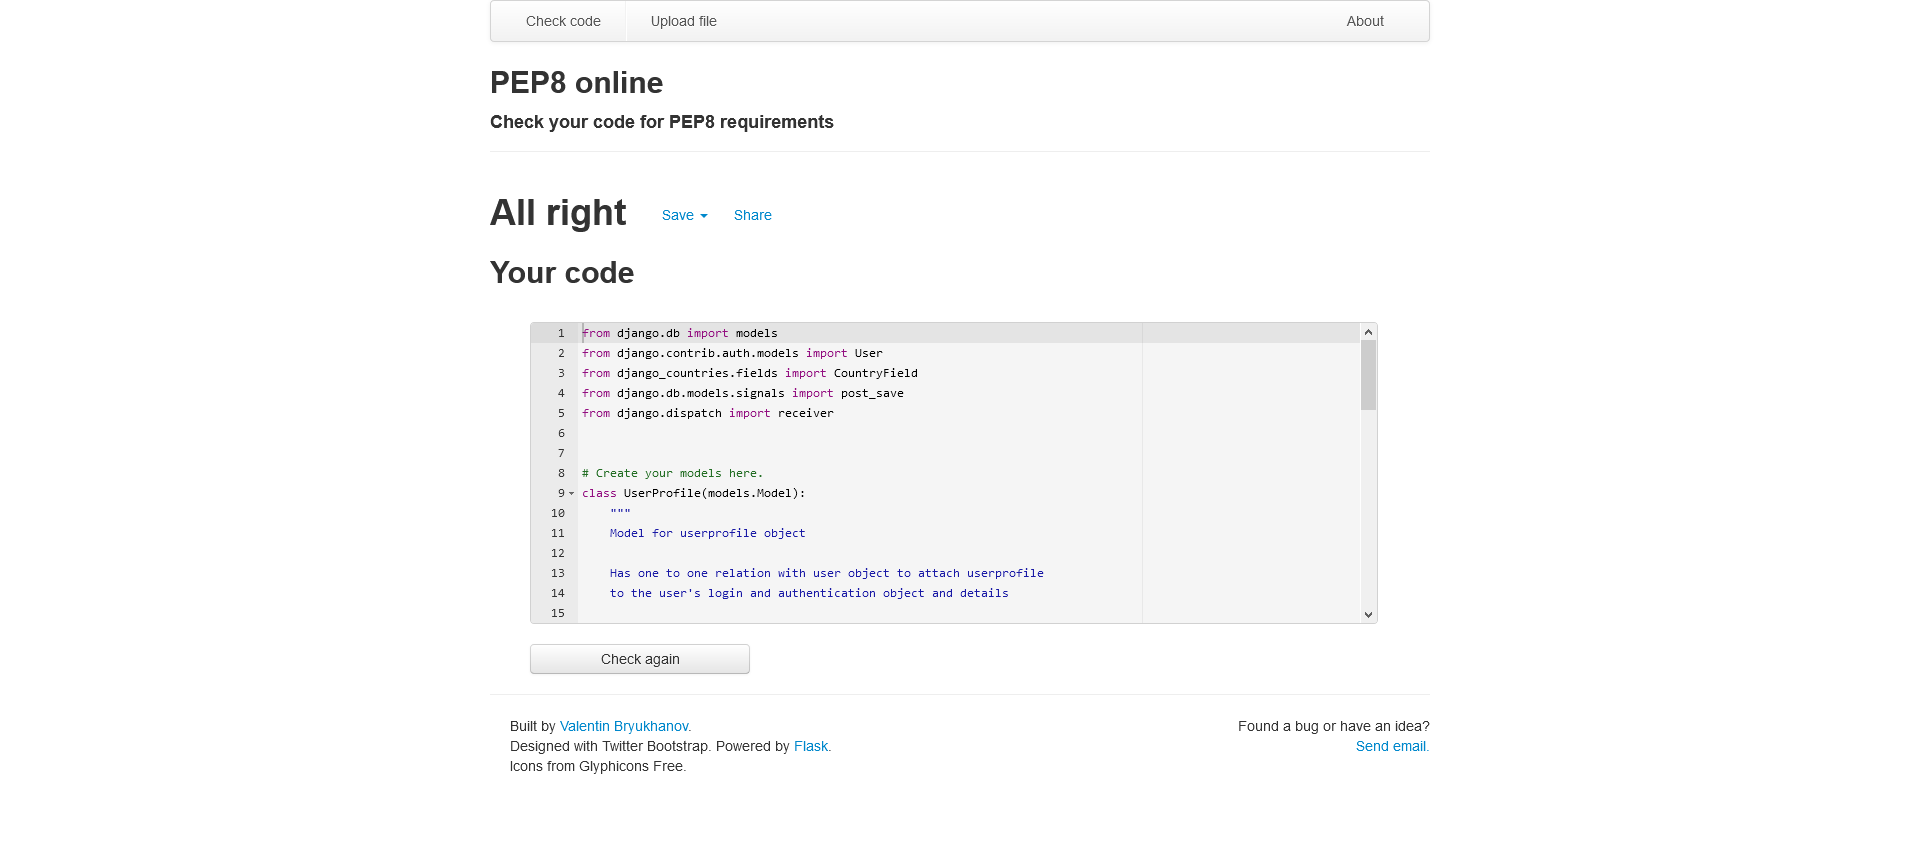 Check code Upload file About
PEP8 online
Check your code for PEP8 requirements
All right Save Share
Your code
1 from django.db import models
2 from django.contrib.auth.models import User
3 from django_countries.fields import CountryField
4 from django.db.models.signals import post_save
5 from django.dispatch import receiver
6
7
8 # Create your models here.
9 class UserProfile(models.Model):
10 """
11 Model for userprofile object
12
13 Has one to one relation with user object to attach userprofile
14 to the user's login and authentication object and details
15
Check again
Built by Valentin Bryukhanov. Found a bug or have an idea?
Designed with Twitter Bootstrap. Powered by Flask. Send email.
Icons from Glyphicons Free.